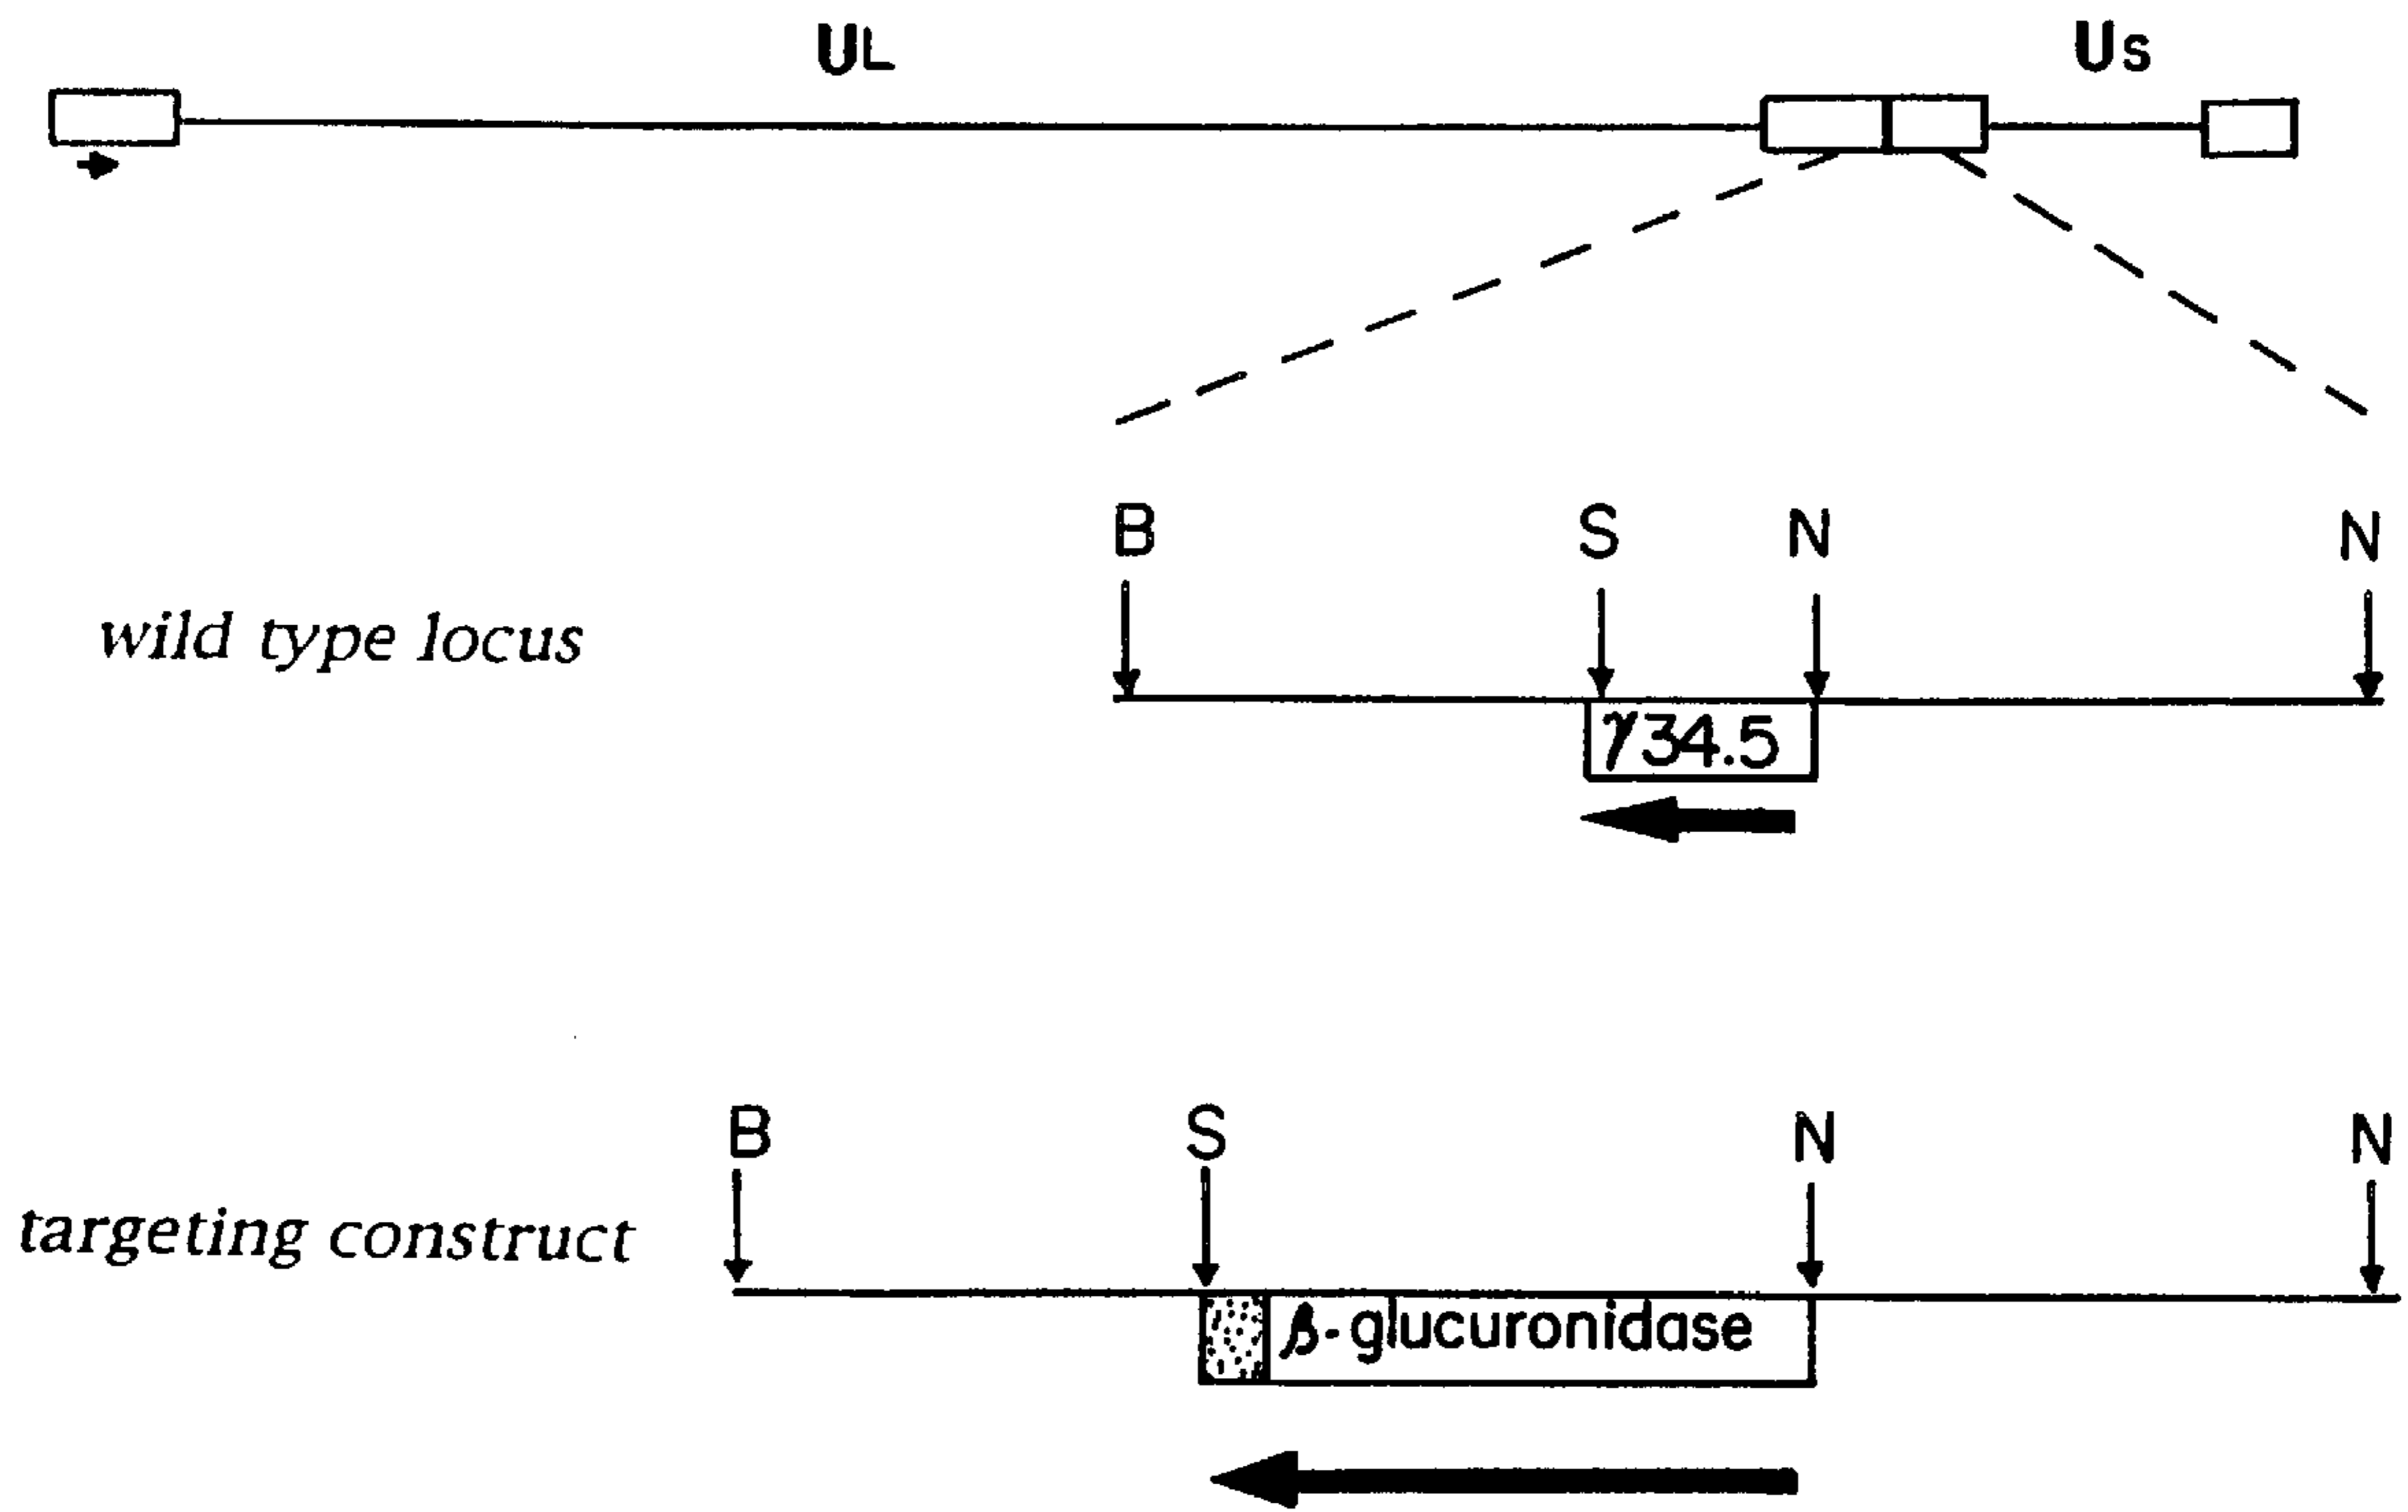 UL
Us
B S N N
wild type locus
γ34.5
B S N N
targeting construct
β-glucuronidase